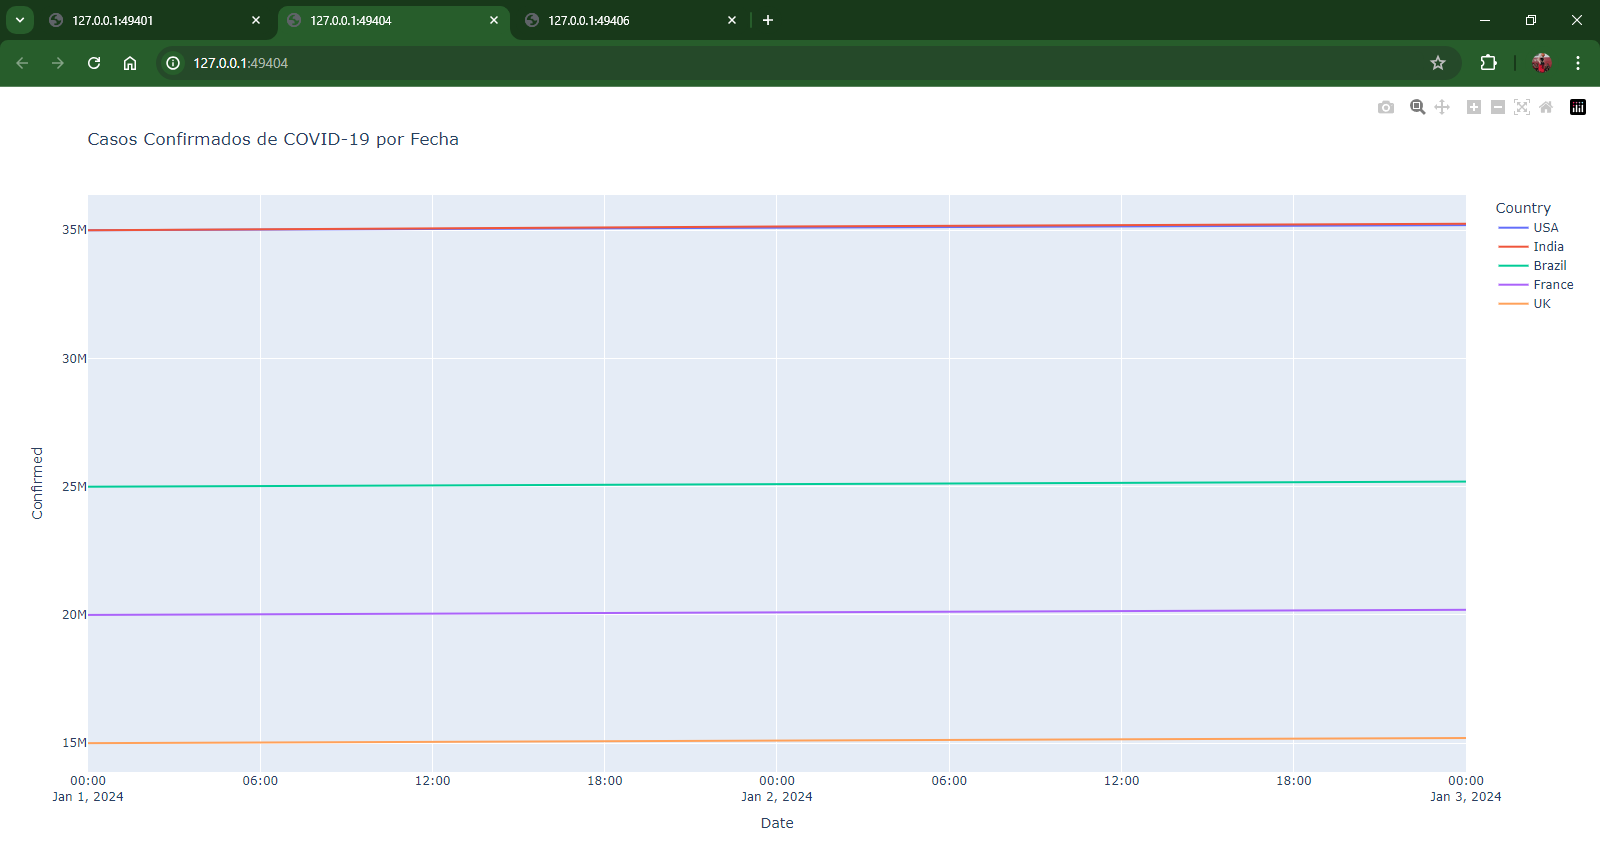 127.0.0.1:49401
127.0.0.1:49404
127.0.0.1:49406
127.0.0.1:49404
Casos Confirmados de COVID-19 por Fecha
Country
USA
India
Brazil
France
UK
Confirmed
35M
30M
25M
20M
15M
00:00 06:00 12:00 18:00 00:00 06:00 12:00 18:00 00:00
Jan 1, 2024 Jan 2, 2024 Jan 3, 2024
Date